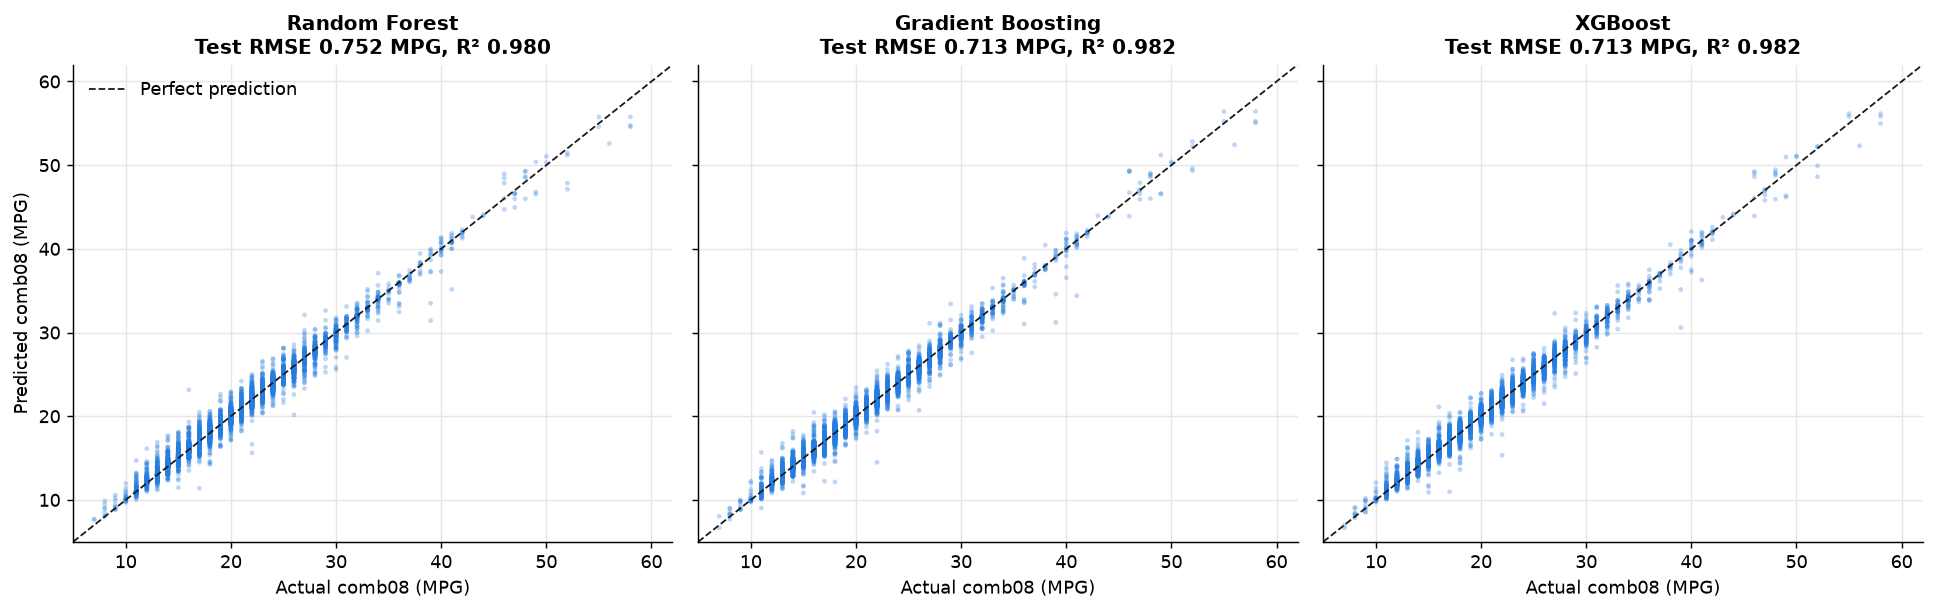 Random Forest
Test RMSE 0.752 MPG, R² 0.980
Gradient Boosting
Test RMSE 0.713 MPG, R² 0.982
XGBoost
Test RMSE 0.713 MPG, R² 0.982
Perfect prediction
Predicted comb08 (MPG)
60
50
40
30
20
10
10 20 30 40 50 60
Actual comb08 (MPG)
10 20 30 40 50 60
Actual comb08 (MPG)
10 20 30 40 50 60
Actual comb08 (MPG)